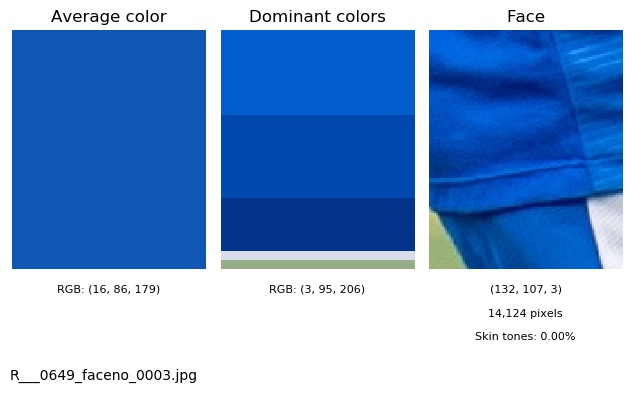 Average color
Dominant colors
Face
RGB: (16, 86, 179)
RGB: (3, 95, 206)
(132, 107, 3)
14,124 pixels
Skin tones: 0.00%
R___0649_faceno_0003.jpg